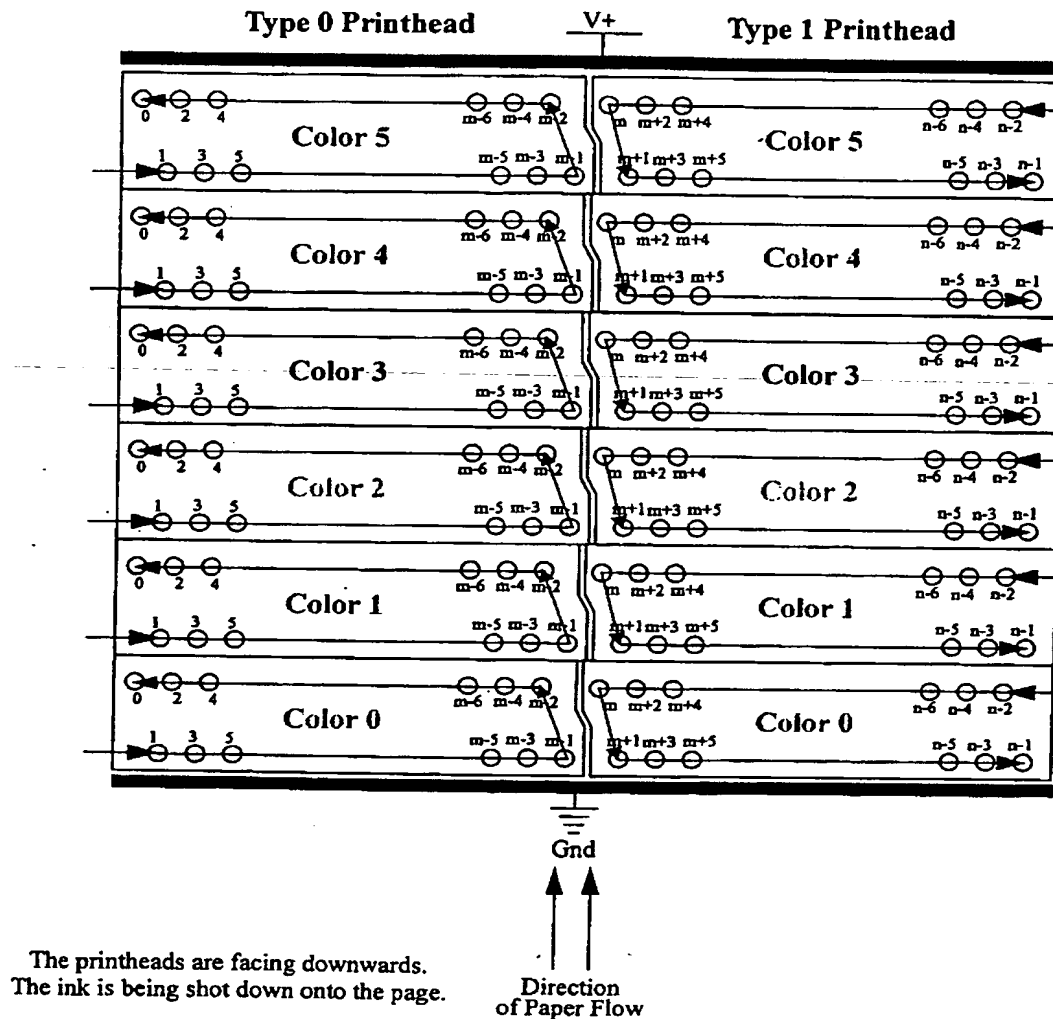 Type 0 Printhead V+ Type 1 Printhead
0 2 4 m-6 m-4 m-2 m m+2 m+4 n-6 n-4 n-2
Color 5 Color 5
1 3 5 m-5 m-3 m-1 m+1 m+3 m+5 n-5 n-3 n-1
0 2 4 m-6 m-4 m-2 m m+2 m+4 n-6 n-4 n-2
Color 4 Color 4
1 3 5 m-5 m-3 m-1 m+1 m+3 m+5 n-5 n-3 n-1
0 2 4 m-6 m-4 m-2 m m+2 m+4 n-6 n-4 n-2
Color 3 Color 3
1 3 5 m-5 m-3 m-1 m+1 m+3 m+5 n-5 n-3 n-1
0 2 4 m-6 m-4 m-2 m m+2 m+4 n-6 n-4 n-2
Color 2 Color 2
1 3 5 m-5 m-3 m-1 m+1 m+3 m+5 n-5 n-3 n-1
0 2 4 m-6 m-4 m-2 m m+2 m+4 n-6 n-4 n-2
Color 1 Color 1
1 3 5 m-5 m-3 m-1 m+1 m+3 m+5 n-5 n-3 n-1
0 2 4 m-6 m-4 m-2 m m+2 m+4 n-6 n-4 n-2
Color 0 Color 0
1 3 5 m-5 m-3 m-1 m+1 m+3 m+5 n-5 n-3 n-1
Gnd
The printheads are facing downwards.
The ink is being shot down onto the page.
Direction
of Paper Flow